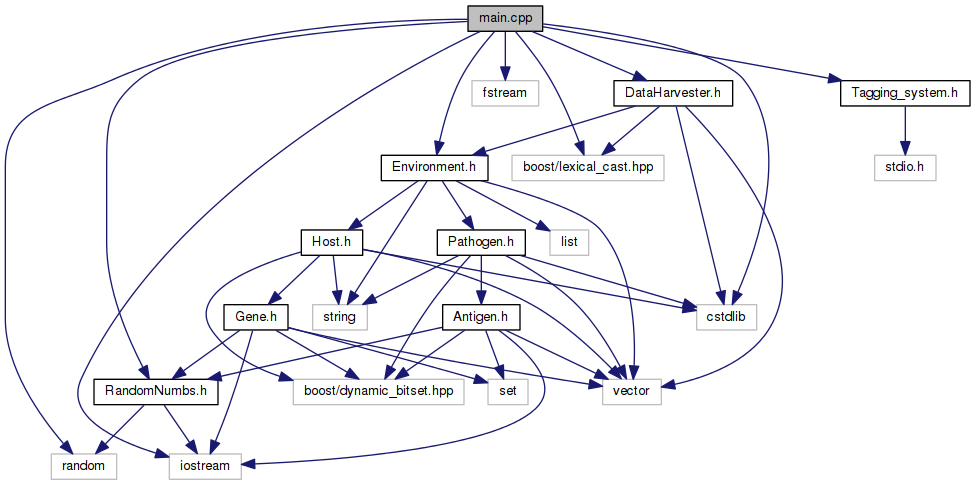 main.cpp
fstream
DataHarvester.h
Tagging_system.h
Environment.h
boost/lexical_cast.hpp
stdio.h
Host.h
Pathogen.h
list
Gene.h
string
Antigen.h
cstdlib
RandomNumbs.h
boost/dynamic_bitset.hpp
set
vector
random
iostream